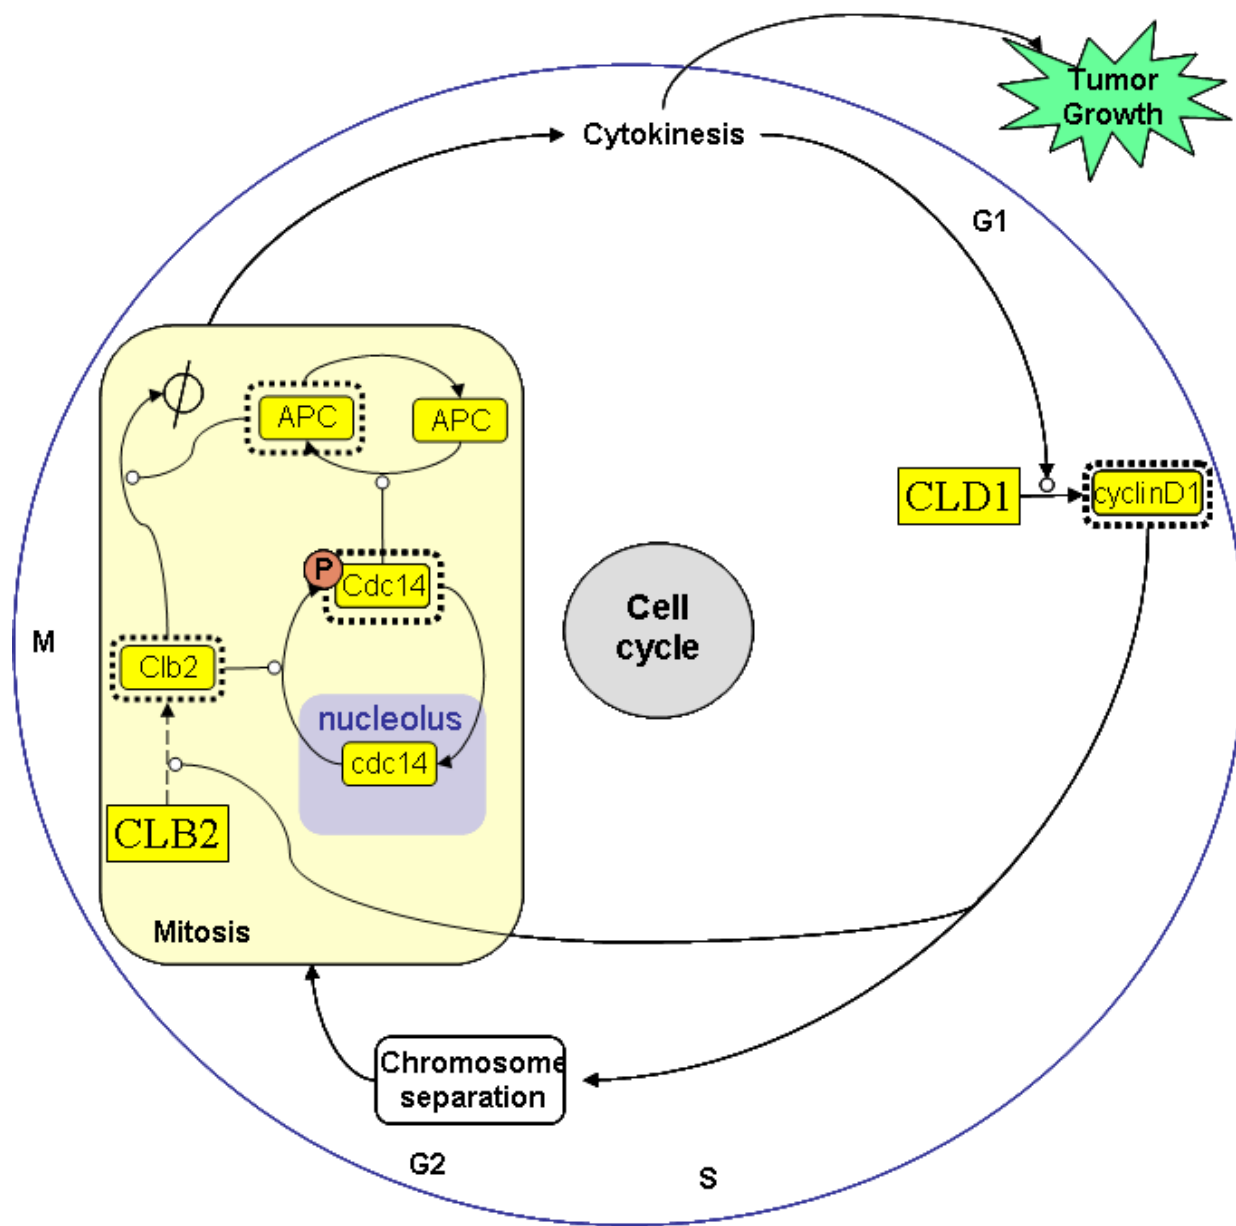 Tumor
Growth
Cytokinesis
G1
APC
APC
CLD1
cyclinD1
P
Cdc14
Cell
cycle
M
Clb2
nucleolus
cdc14
CLB2
Mitosis
Chromosome
separation
G2
S